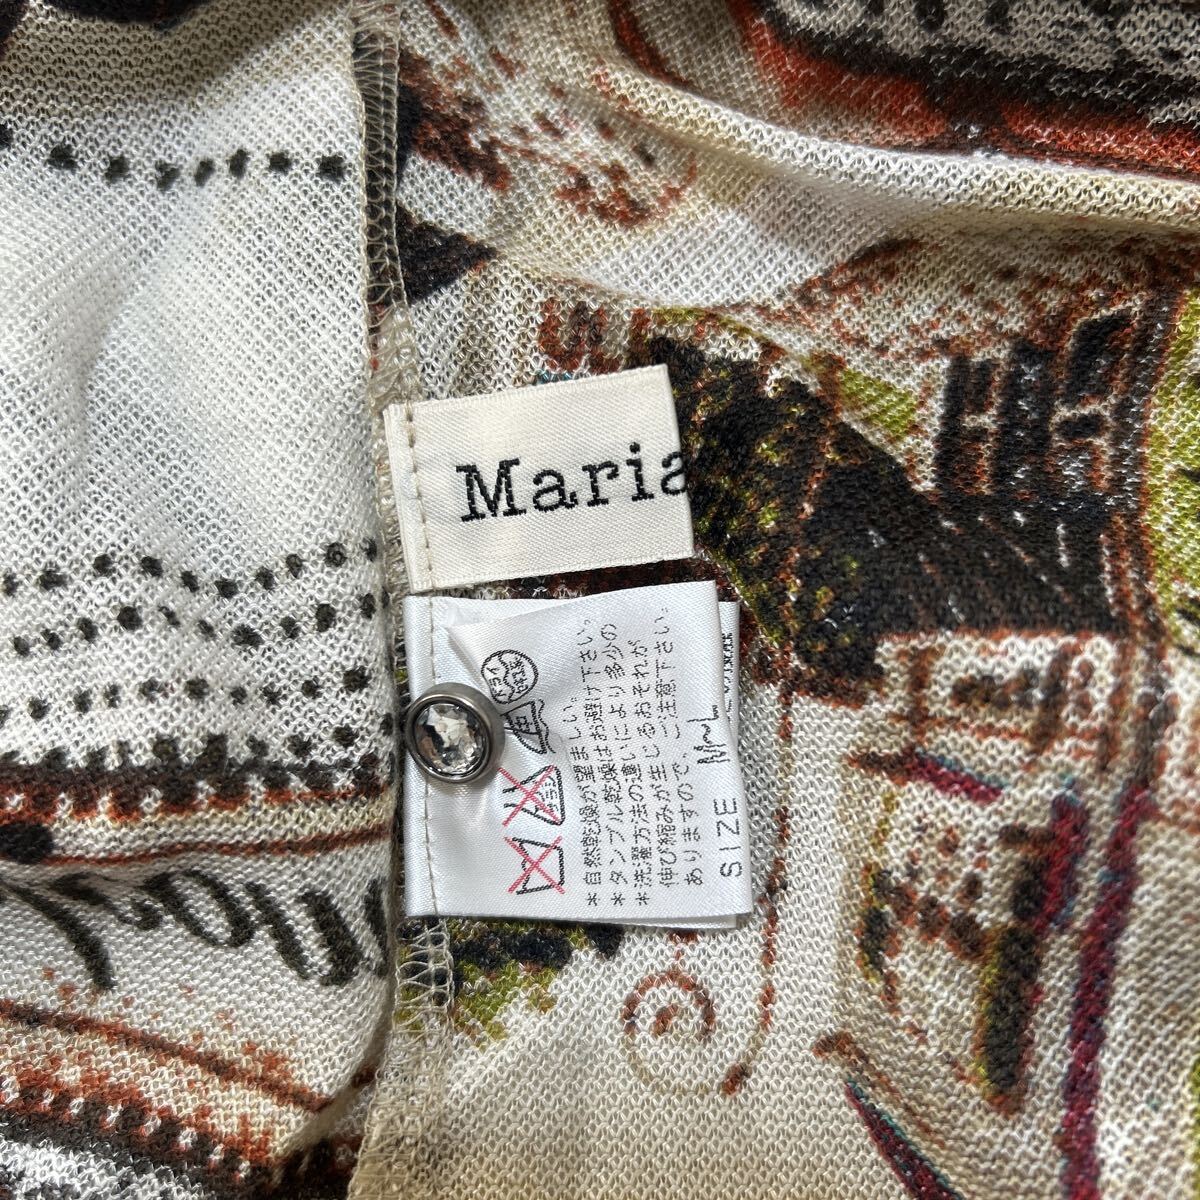 Maria
*自然乾燥が望ましい。
*タンブル乾燥はお避け下さい。
*洗濯方法の違いにより多少の
伸び縮みが生じるおそれが
ありますので、ご注意下さい。
SIZE M~L
ドライ